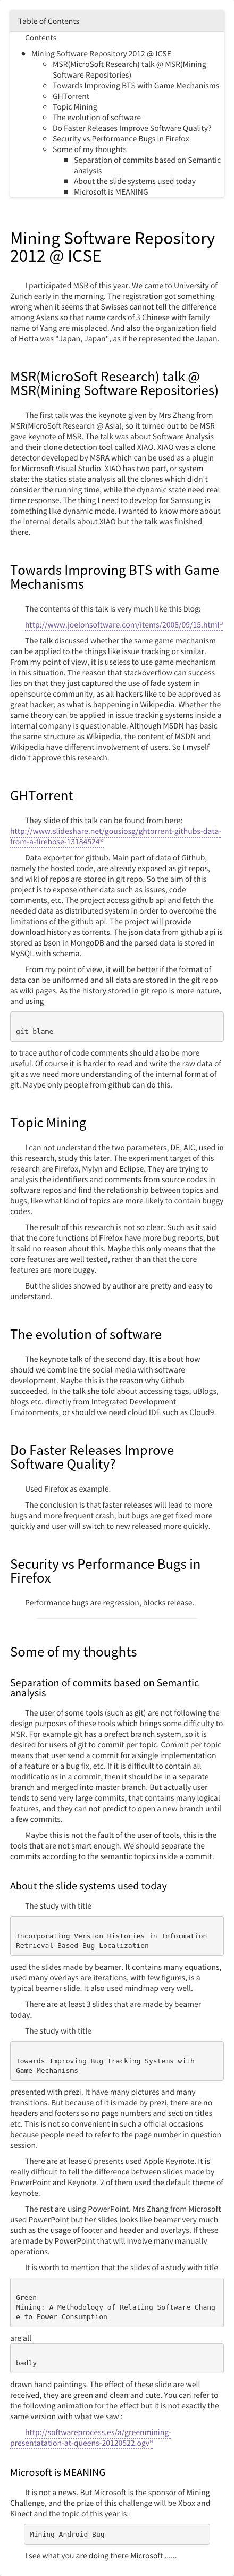 Table of Contents
Contents
Mining Software Repository 2012 @ ICSE
MSR(MicroSoft Research) talk @ MSR(Mining
Software Repositories)
Towards Improving BTS with Game Mechanisms
GHTorrent
Topic Mining
The evolution of software
Do Faster Releases Improve Software Quality?
Security vs Performance Bugs in Firefox
Some of my thoughts
Separation of commits based on Semantic
analysis
About the slide systems used today
Microsoft is MEANING
Mining Software Repository
2012 @ ICSE
I participated MSR of this year. We came to University of
Zurich early in the morning. The registration got something
wrong when it seems that Swisses cannot tell the difference
among Asians so that name cards of 3 Chinese with family
name of Yang are misplaced. And also the organization field
of Hotta was "Japan, Japan", as if he represented the Japan.
MSR(MicroSoft Research) talk @
MSR(Mining Software Repositories)
The first talk was the keynote given by Mrs Zhang from
MSR(MicroSoft Research @ Asia), so it turned out to be MSR
gave keynote of MSR. The talk was about Software Analysis
and their clone detection tool called XIAO. XIAO was a clone
detector developed by MSRA which can be used as a plugin
for Microsoft Visual Studio. XIAO has two part, or system
state: the statics state analysis all the clones which didn't
consider the running time, while the dynamic state need real
time response. The thing I need to develop for Samsung is
something like dynamic mode. I wanted to know more about
the internal details about XIAO but the talk was finished
there.
Towards Improving BTS with Game
Mechanisms
The contents of this talk is very much like this blog:
http://www.joelonsoftware.com/items/2008/09/15.html
The talk discussed whether the same game mechanism
can be applied to the things like issue tracking or similar.
From my point of view, it is useless to use game mechanism
in this situation. The reason that stackoverflow can success
lies on that they just captured the use of fade system in
opensource community, as all hackers like to be approved as
great hacker, as what is happening in Wikipedia. Whether the
same theory can be applied in issue tracking systems inside a
internal company is questionable. Although MSDN has basic
the same structure as Wikipedia, the content of MSDN and
Wikipedia have different involvement of users. So I myself
didn't approve this research.
GHTorrent
They slide of this talk can be found from here:
http://www.slideshare.net/gousiosg/ghtorrent-githubs-data-
from-a-firehose-13184524
Data exporter for github. Main part of data of Github,
namely the hosted code, are already exposed as git repos,
and wiki of repos are stored in git repo. So the aim of this
project is to expose other data such as issues, code
comments, etc. The project access github api and fetch the
needed data as distributed system in order to overcome the
limitations of the github api. The project will provide
download history as torrents. The json data from github api is
stored as bson in MongoDB and the parsed data is stored in
MySQL with schema.
From my point of view, it will be better if the format of
data can be uniformed and all data are stored in the git repo
as wiki pages. As the history stored in git repo is more nature,
and using
git blame
to trace author of code comments should also be more
useful. Of course it is harder to read and write the raw data of
git as we need more understanding of the internal format of
git. Maybe only people from github can do this.
Topic Mining
I can not understand the two parameters, DE, AIC, used in
this research, study this later. The experiment target of this
research are Firefox, Mylyn and Eclipse. They are trying to
analysis the identifiers and comments from source codes in
software repos and find the relationship between topics and
bugs, like what kind of topics are more likely to contain buggy
codes.
The result of this research is not so clear. Such as it said
that the core functions of Firefox have more bug reports, but
it said no reason about this. Maybe this only means that the
core features are well tested, rather than that the core
features are more buggy.
But the slides showed by author are pretty and easy to
understand.
The evolution of software
The keynote talk of the second day. It is about how
should we combine the social media with software
development. Maybe this is the reason why Github
succeeded. In the talk she told about accessing tags, uBlogs,
blogs etc. directly from Integrated Development
Environments, or should we need cloud IDE such as Cloud9.
Do Faster Releases Improve
Software Quality?
Used Firefox as example.
The conclusion is that faster releases will lead to more
bugs and more frequent crash, but bugs are get fixed more
quickly and user will switch to new released more quickly.
Security vs Performance Bugs in
Firefox
Performance bugs are regression, blocks release.
Some of my thoughts
Separation of commits based on Semantic
analysis
The user of some tools (such as git) are not following the
design purposes of these tools which brings some difficulty to
MSR. For example git has a prefect branch system, so it is
desired for users of git to commit per topic. Commit per topic
means that user send a commit for a single implementation
of a feature or a bug fix, etc. If it is difficult to contain all
modifications in a commit, then it should be in a separate
branch and merged into master branch. But actually user
tends to send very large commits, that contains many logical
features, and they can not predict to open a new branch until
a few commits.
Maybe this is not the fault of the user of tools, this is the
tools that are not smart enough. We should separate the
commits according to the semantic topics inside a commit.
About the slide systems used today
The study with title
Incorporating Version Histories in Information
Retrieval Based Bug Localization
used the slides made by beamer. It contains many equations,
used many overlays are iterations, with few figures, is a
typical beamer slide. It also used mindmap very well.
There are at least 3 slides that are made by beamer
today.
The study with title
Towards Improving Bug Tracking Systems with
Game Mechanisms
presented with prezi. It have many pictures and many
transitions. But because of it is made by prezi, there are no
headers and footers so no page numbers and section titles
etc. This is not so convenient in such a official occasions
because people need to refer to the page number in question
session.
There are at lease 6 presents used Apple Keynote. It is
really difficult to tell the difference between slides made by
PowerPoint and Keynote. 2 of them used the default theme of
keynote.
The rest are using PowerPoint. Mrs Zhang from Microsoft
used PowerPoint but her slides looks like beamer very much
such as the usage of footer and header and overlays. If these
are made by PowerPoint that will involve many manually
operations.
It is worth to mention that the slides of a study with title
Green
Mining: A Methodology of Relating Software Chang
e to Power Consumption
are all
badly
drawn hand paintings. The effect of these slide are well
received, they are green and clean and cute. You can refer to
the following animation for the effect but it is not exactly the
same version with what we saw :
http://softwareprocess.es/a/greenmining-
presentatation-at-queens-20120522.ogv
Microsoft is MEANING
It is not a news. But Microsoft is the sponsor of Mining
Challenge, and the prize of this challenge will be Xbox and
Kinect and the topic of this year is:
Mining Android Bug
I see what you are doing there Microsoft ......